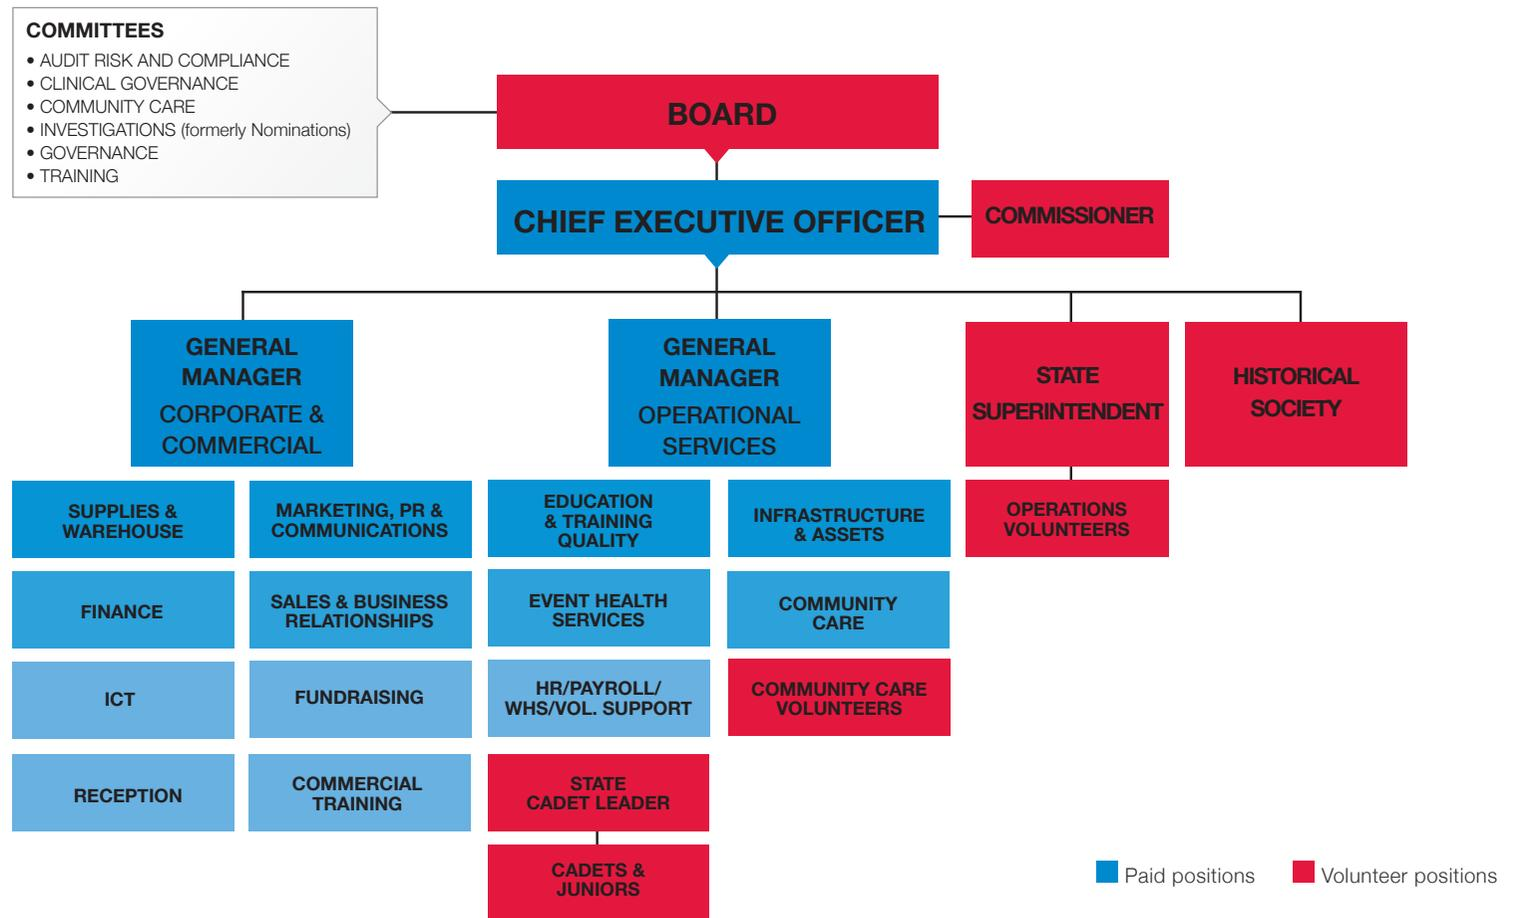 COMMITTEES
• AUDIT RISK AND COMPLIANCE
• CLINICAL GOVERNANCE
• COMMUNITY CARE
• INVESTIGATIONS (formerly Nominations)
• GOVERNANCE
• TRAINING
BOARD
CHIEF EXECUTIVE OFFICER
COMMISSIONER
GENERAL
MANAGER
CORPORATE &
COMMERCIAL
GENERAL
MANAGER
OPERATIONAL
SERVICES
STATE
SUPERINTENDENT
HISTORICAL
SOCIETY
SUPPLIES &
WAREHOUSE
MARKETING, PR &
COMMUNICATIONS
EDUCATION
& TRAINING
QUALITY
INFRASTRUCTURE
& ASSETS
OPERATIONS
VOLUNTEERS
FINANCE
SALES & BUSINESS
RELATIONSHIPS
EVENT HEALTH
SERVICES
COMMUNITY
CARE
ICT
FUNDRAISING
HR/PAYROLL/
WHS/VOL. SUPPORT
COMMUNITY CARE
VOLUNTEERS
RECEPTION
COMMERCIAL
TRAINING
STATE
CADET LEADER
CADETS &
JUNIORS
Paid positions
Volunteer positions